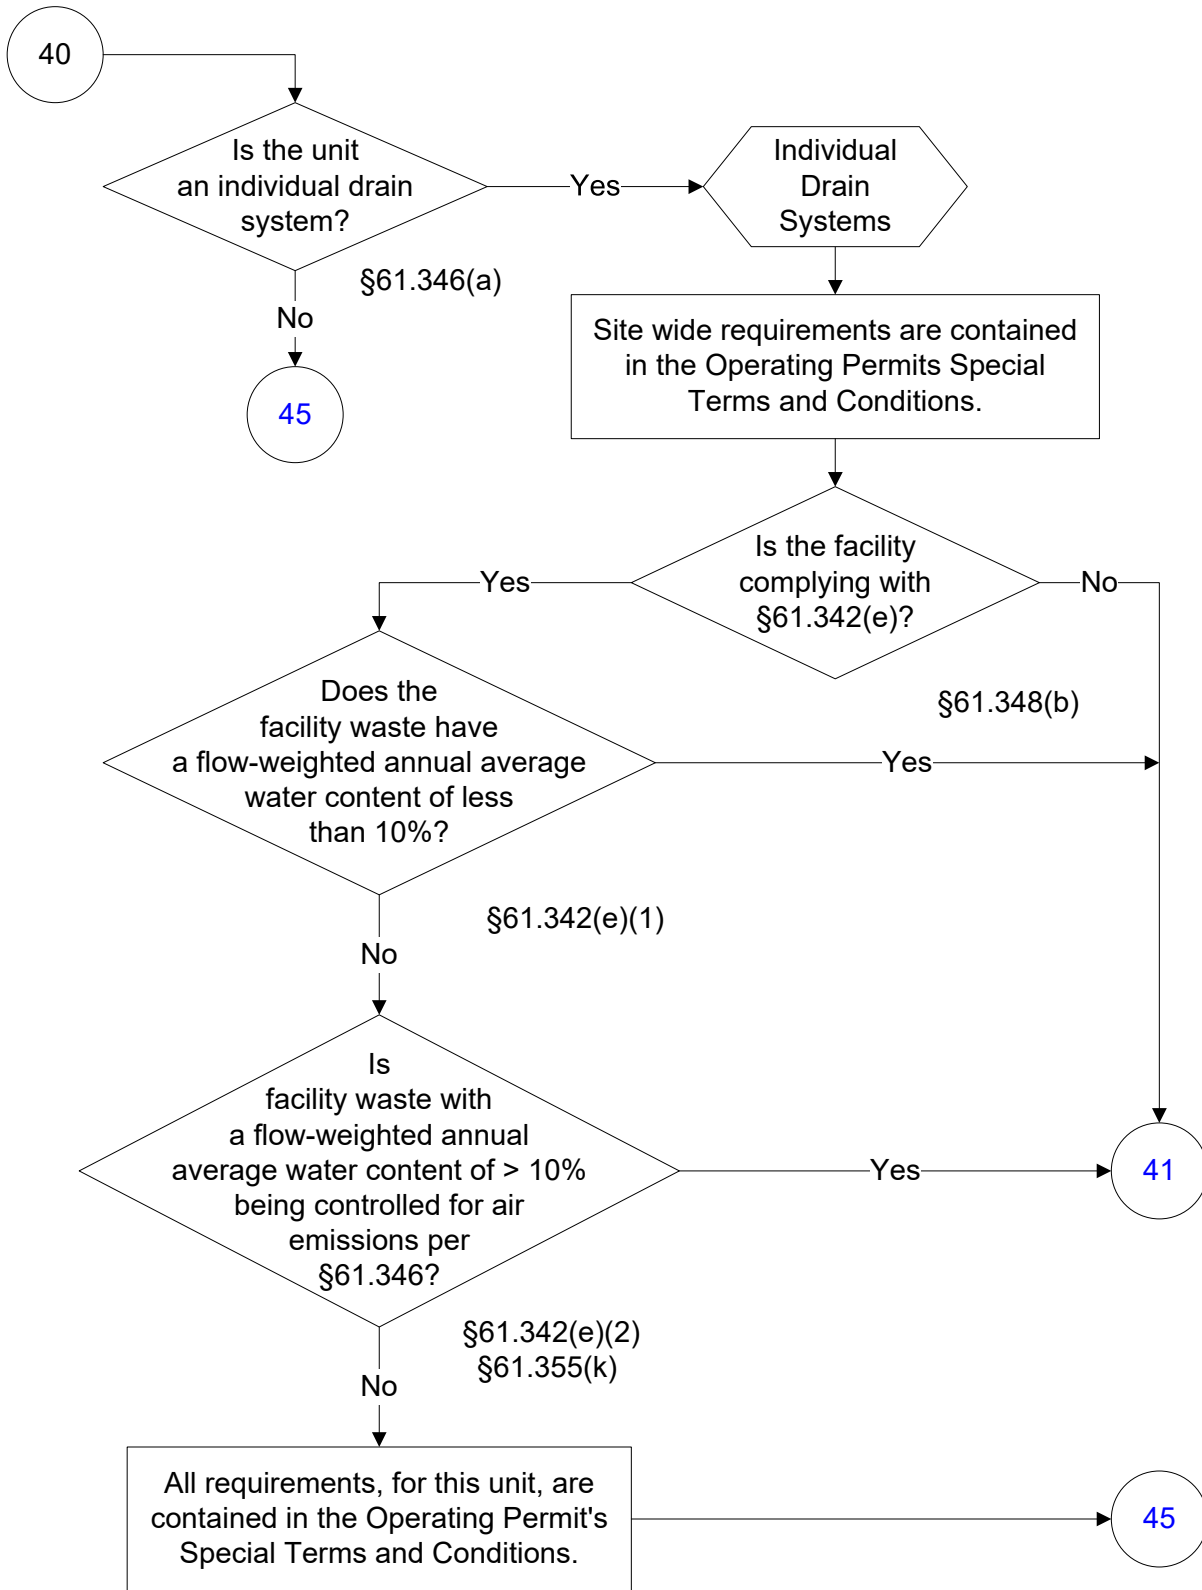 40
Is the unit
an individual drain
system?
Yes
Individual
Drain
Systems
§61.346(a)
No
45
Site wide requirements are contained
in the Operating Permits Special
Terms and Conditions.
Is the facility
complying with
§61.342(e)?
Yes
No
§61.348(b)
Does the
facility waste have
a flow-weighted annual average
water content of less
than 10%?
Yes
§61.342(e)(1)
No
Is
facility waste with
a flow-weighted annual
average water content of > 10%
being controlled for air
emissions per
§61.346?
Yes
41
§61.342(e)(2)
§61.355(k)
No
All requirements, for this unit, are
contained in the Operating Permit's
Special Terms and Conditions.
45